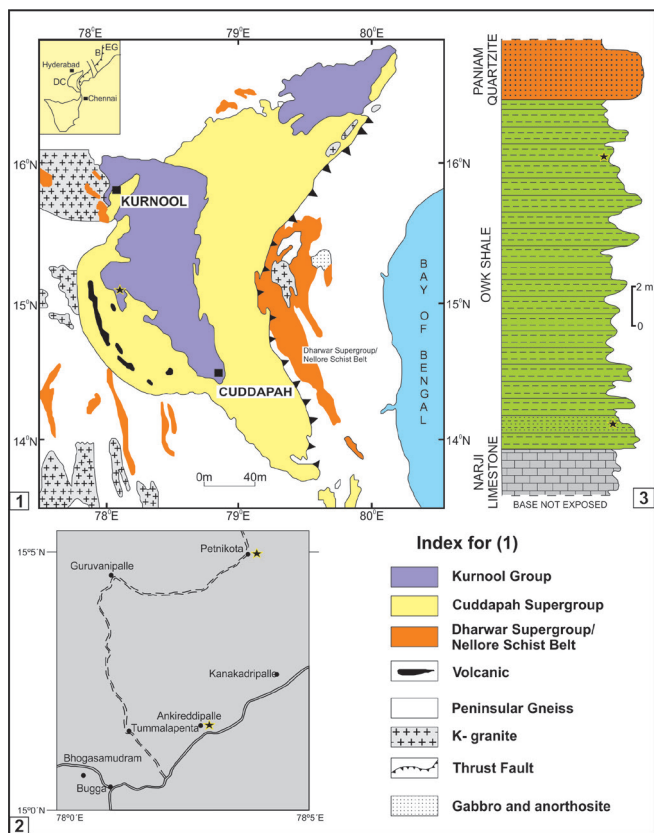 1
78°E
79°E
80°E
EG
B
Hyderabad
DC
Chennai
16°N
KURNOOL
16°N
15°N
15°N
BAY OF BENGAL
Dharwar Supergroup/
Nellore Schist Belt
CUDDAPAH
14°N
14°N
0m 40m
78°E
79°E
80°E
PANIAM
QUARTZITE
OWK SHALE
2 m
0
NARJI
LIMESTONE
BASE NOT EXPOSED
3
15°5´
Petnikota
Guruvanipalle
Kanakadripalle
Ankireddipalle
Tummalapenta
Bhogasamudram
Bugga
15°0´N
78°0´E
78°5´E
2
Index for (1)
Kurnool Group
Cuddapah Supergroup
Dharwar Supergroup/
Nellore Schist Belt
Volcanic
Peninsular Gneiss
K- granite
Thrust Fault
Gabbro and anorthosite